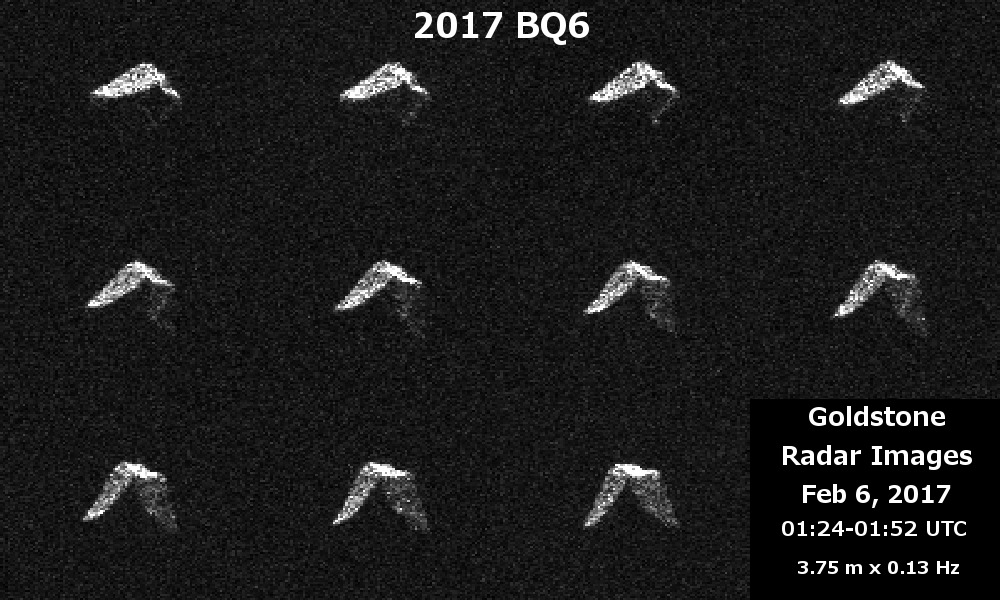 2017 BQ6
Goldstone
Radar Images
Feb 6, 2017
01:24-01:52 UTC
3.75 m x 0.13 Hz